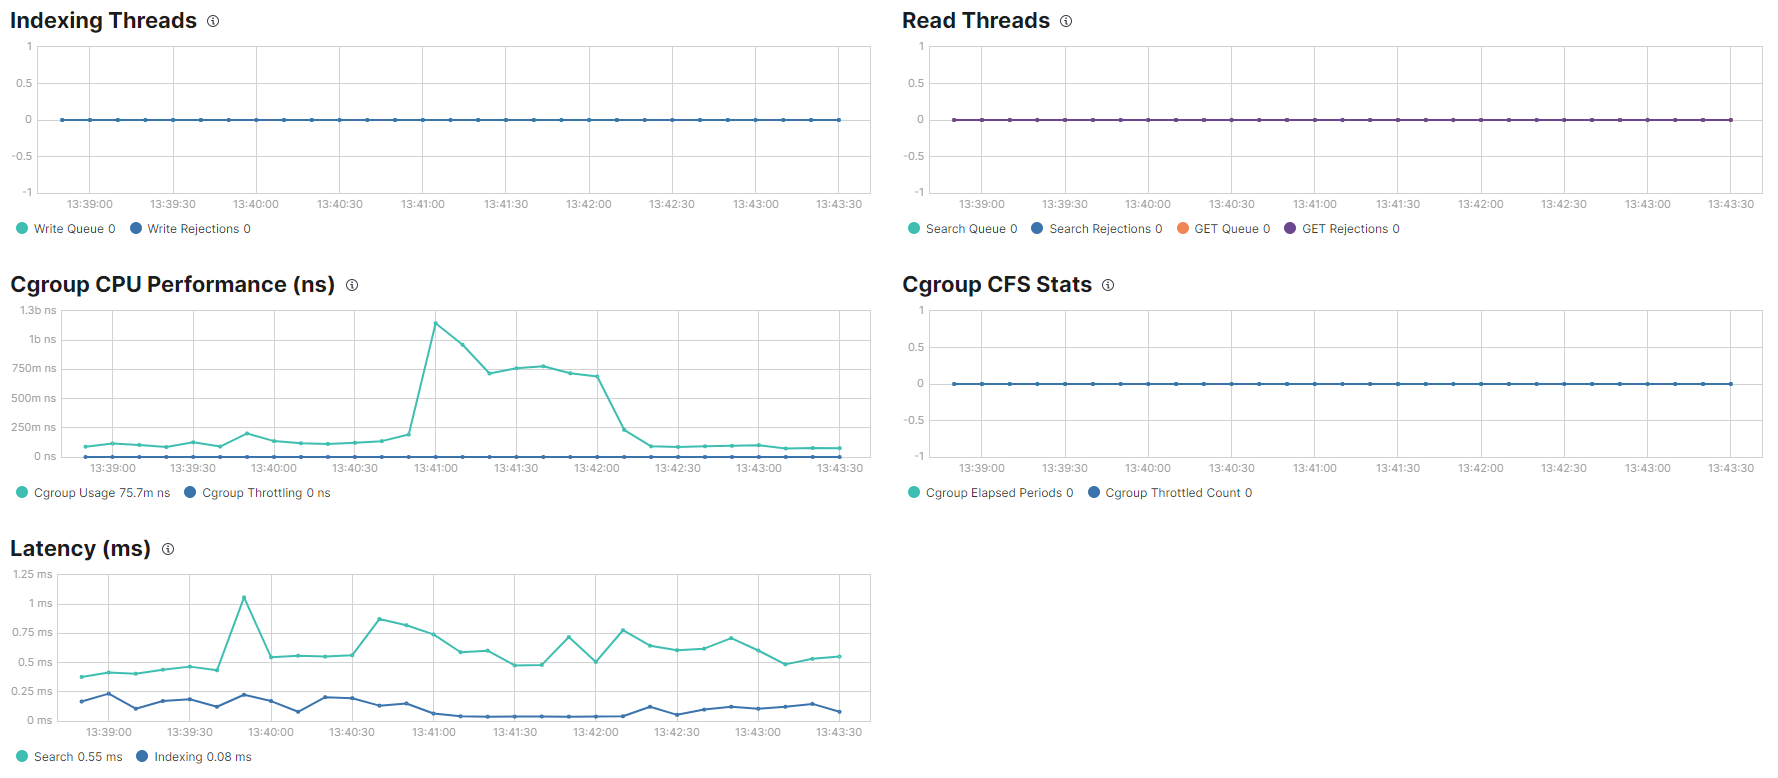 Indexing Threads
1
0.5
0
-0.5
-1
13:39:00 13:39:30 13:40:00 13:40:30 13:41:00 13:41:30 13:42:00 13:42:30 13:43:00 13:43:30
Write Queue 0 Write Rejections 0
Read Threads
1
0.5
0
-0.5
-1
13:39:00 13:39:30 13:40:00 13:40:30 13:41:00 13:41:30 13:42:00 13:42:30 13:43:00 13:43:30
Search Queue 0 Search Rejections 0 GET Queue 0 GET Rejections 0
Cgroup CPU Performance (ns)
1.3b ns
1b ns
750m ns
500m ns
250m ns
0 ns
13:39:00 13:39:30 13:40:00 13:40:30 13:41:00 13:41:30 13:42:00 13:42:30 13:43:00 13:43:30
Cgroup Usage 75.7m ns Cgroup Throttling 0 ns
Cgroup CFS Stats
1
0.5
0
-0.5
-1
13:39:00 13:39:30 13:40:00 13:40:30 13:41:00 13:41:30 13:42:00 13:42:30 13:43:00 13:43:30
Cgroup Elapsed Periods 0 Cgroup Throttled Count 0
Latency (ms)
1.25 ms
1 ms
0.75 ms
0.5 ms
0.25 ms
0 ms
13:39:00 13:39:30 13:40:00 13:40:30 13:41:00 13:41:30 13:42:00 13:42:30 13:43:00 13:43:30
Search 0.55 ms Indexing 0.08 ms